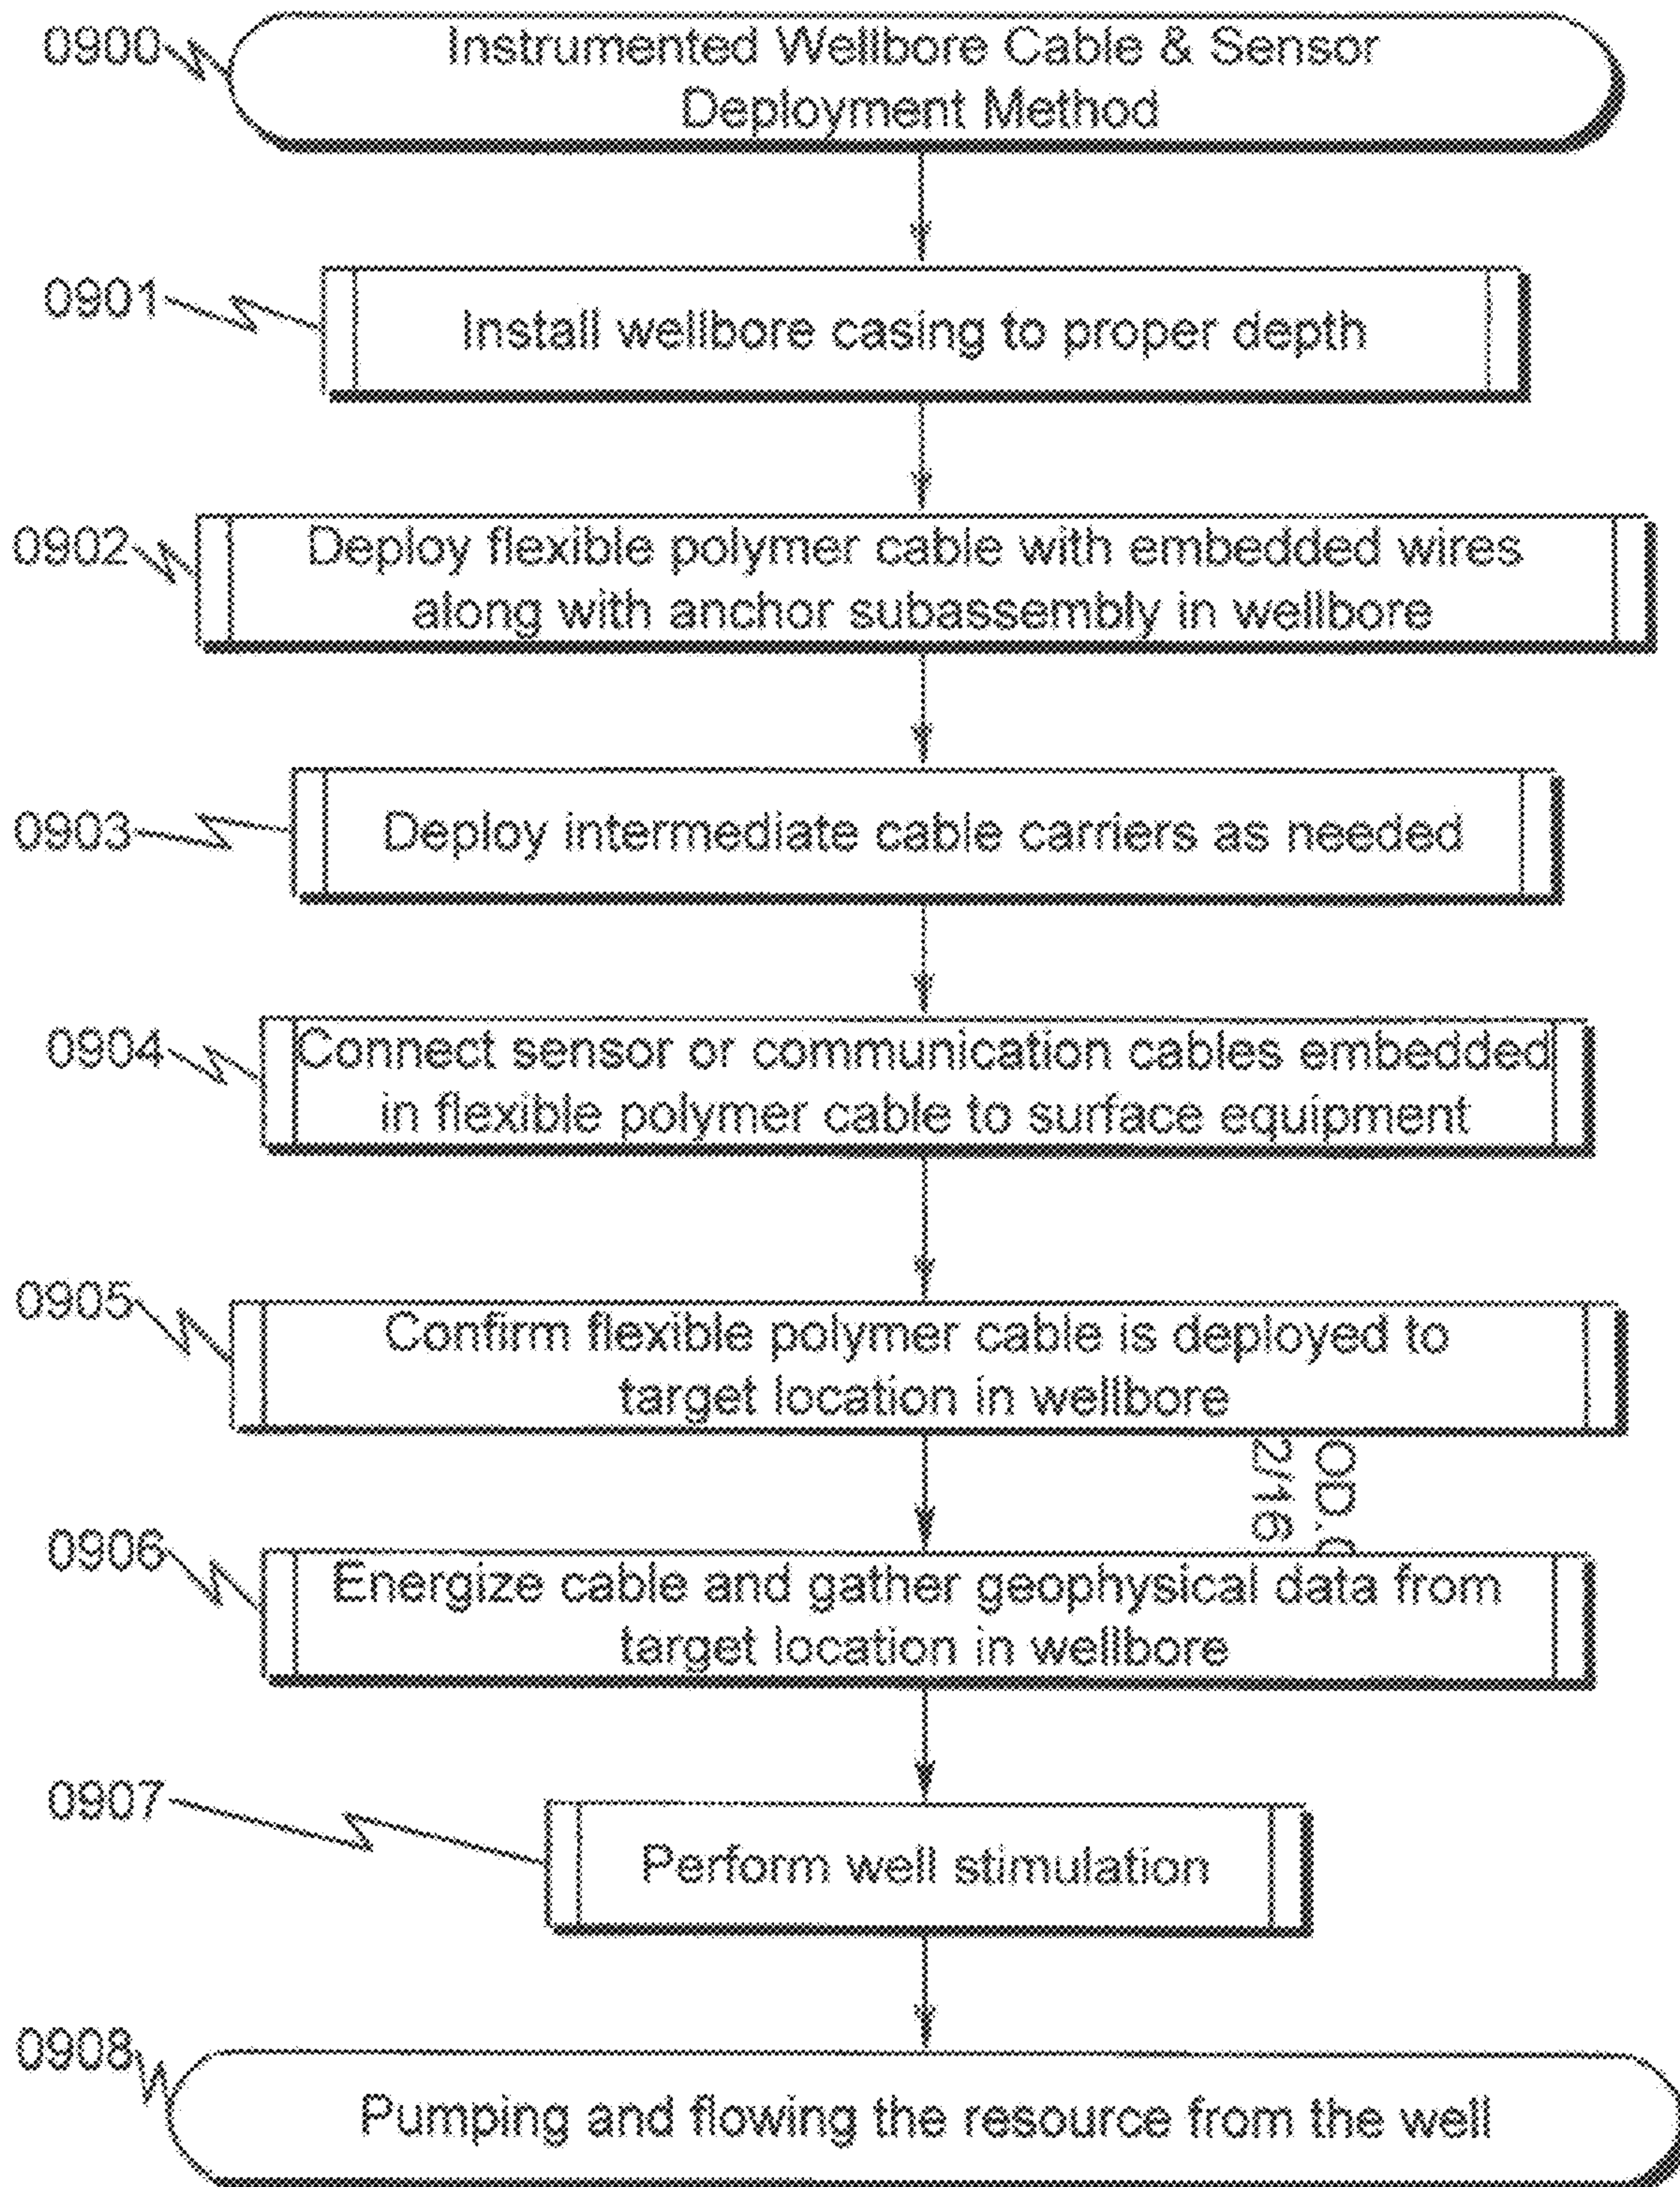 0900
Instrumented Wellbore Cable & Sensor
Deployment Method
0901
Install wellbore casing to proper depth
0902
Deploy flexible polymer cable with embedded wires
along with anchor subassembly in wellbore
0903
Deploy intermediate cable carriers as needed
0904
Connect sensor or communication cables embedded
in flexible polymer cable to surface equipment
0905
Confirm flexible polymer cable is deployed to
target location in wellbore
2/16
0906
Energize cable and gather geophysical data from
target location in wellbore
0907
Perform well stimulation
0908
Pumping and flowing the resource from the well